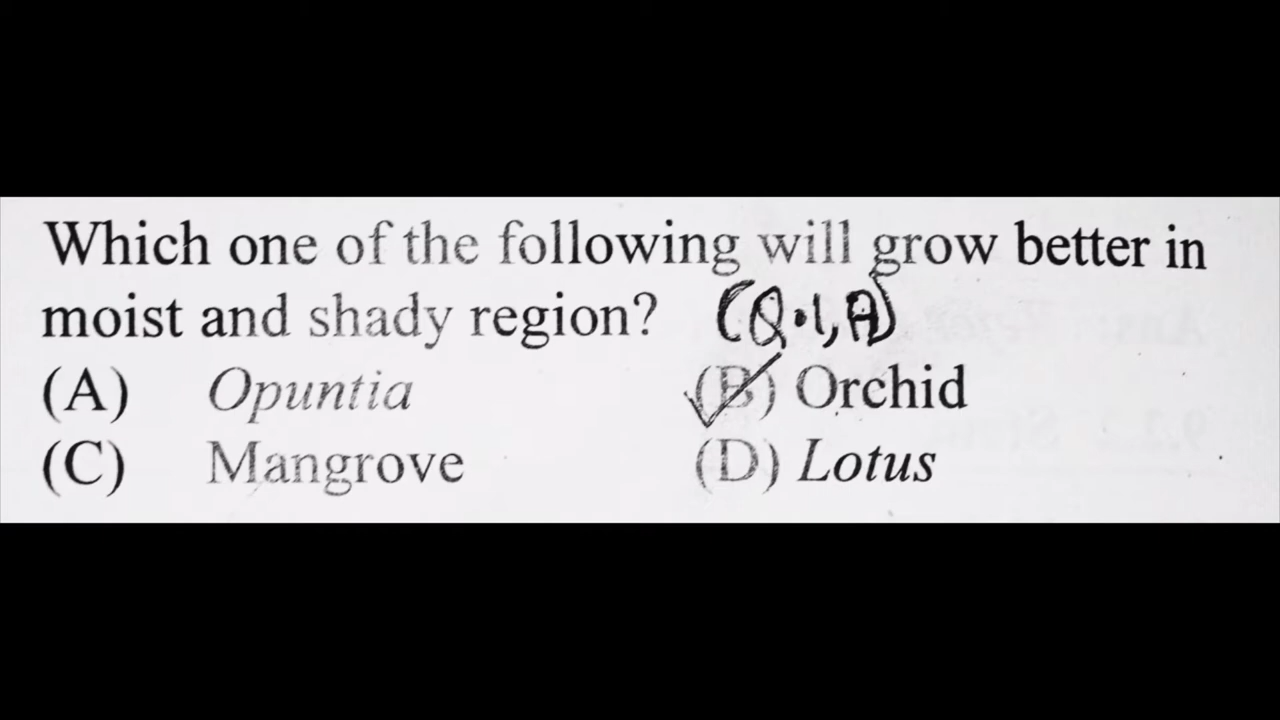 Which one of the following will grow better in
moist and shady region? (Q.1, A)
(A) Opuntia (B) Orchid
(C) Mangrove (D) Lotus